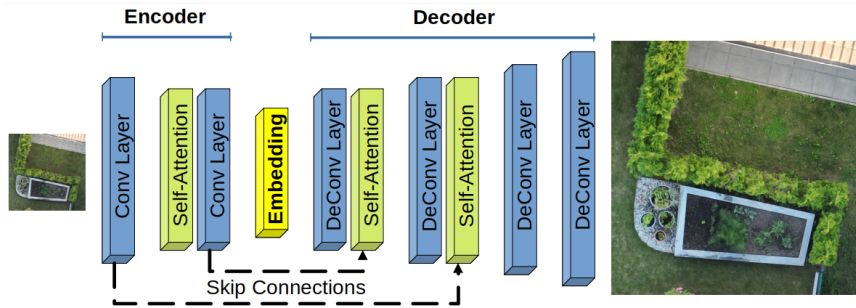 Encoder
Decoder
Conv Layer
Self-Attention
Conv Layer
Embedding
DeConv Layer
Self-Attention
DeConv Layer
Self-Attention
DeConv Layer
DeConv Layer
Skip Connections